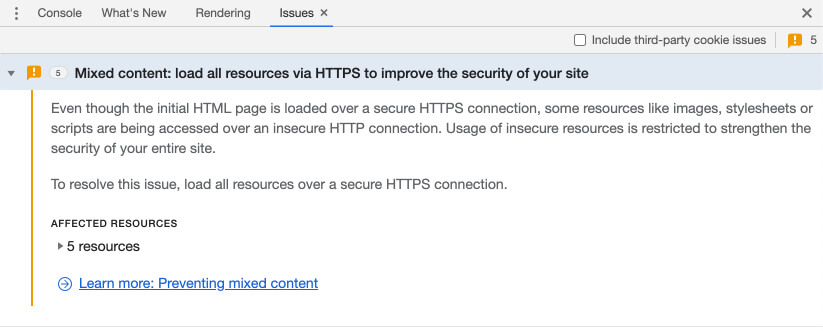 Console What's New Rendering Issues
Include third-party cookie issues 5
5 Mixed content: load all resources via HTTPS to improve the security of your site
Even though the initial HTML page is loaded over a secure HTTPS connection, some resources like images, stylesheets or
scripts are being accessed over an insecure HTTP connection. Usage of insecure resources is restricted to strengthen the
security of your entire site.
To resolve this issue, load all resources over a secure HTTPS connection.
AFFECTED RESOURCES
5 resources
Learn more: Preventing mixed content